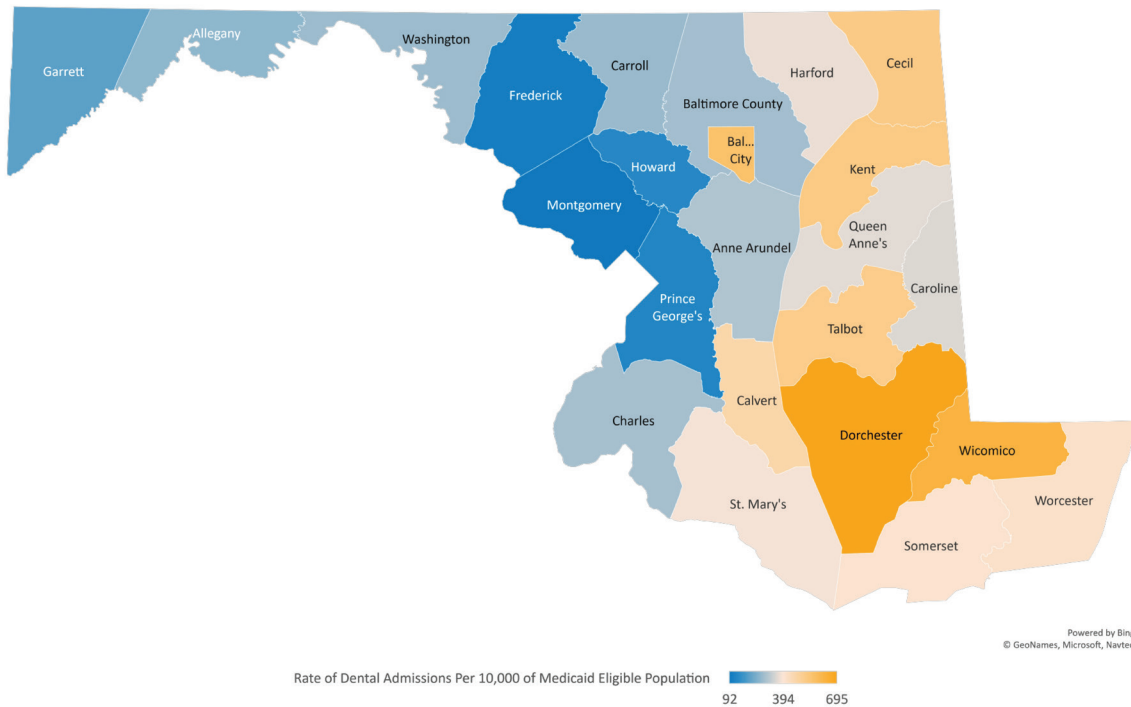 Garrett
Allegany
Washington
Frederick
Carroll
Baltimore County
Harford
Cecil
Bal...
City
Howard
Montgomery
Kent
Queen
Anne's
Anne Arundel
Caroline
Prince
George's
Talbot
Calvert
Charles
Dorchester
Wicomico
St. Mary's
Worcester
Somerset
Powered by Bing
© GeoNames, Microsoft, Navteq
Rate of Dental Admissions Per 10,000 of Medicaid Eligible Population
92 394 695